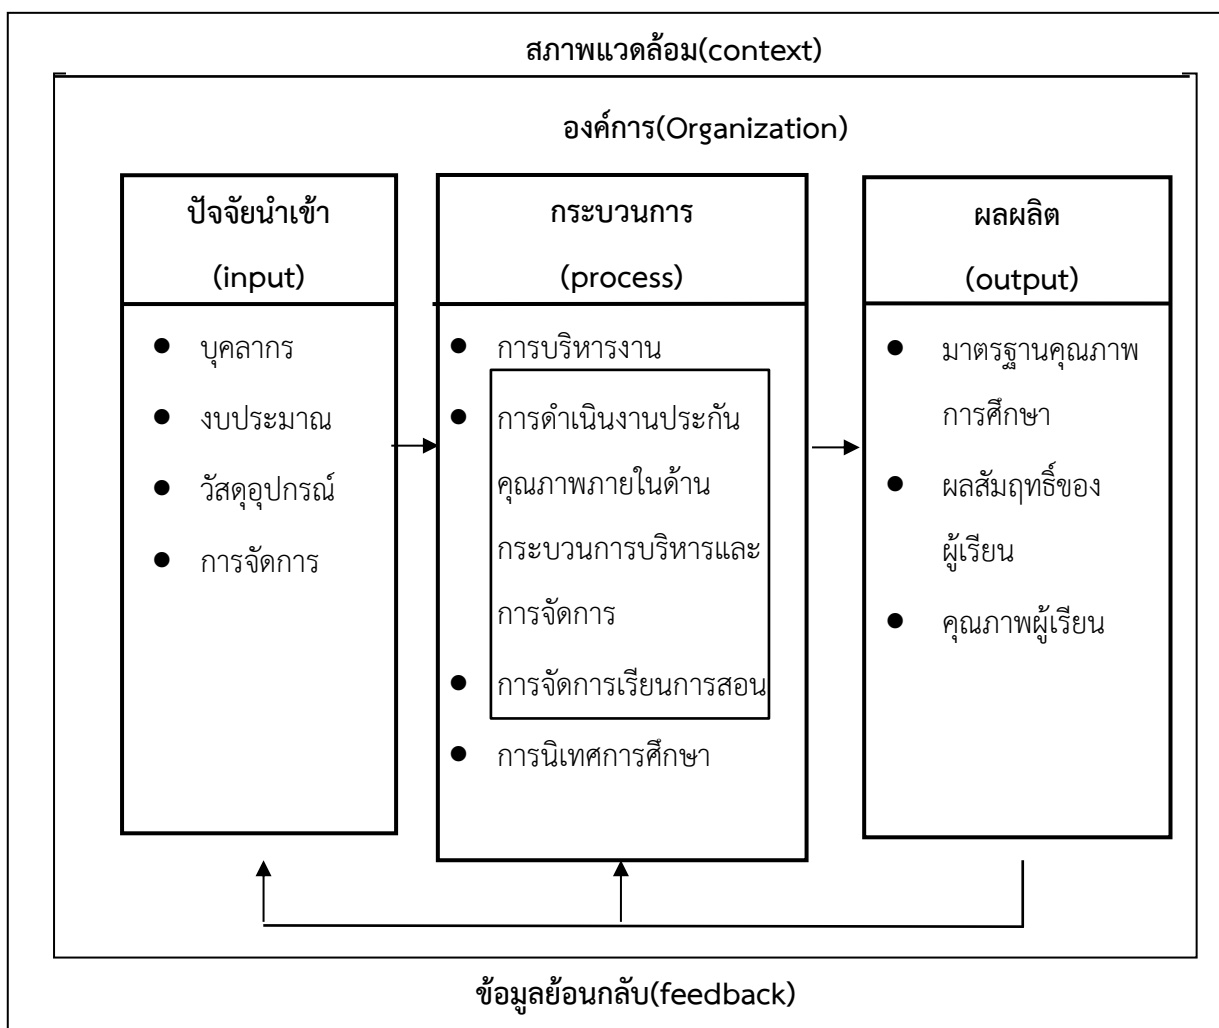 สภาพแวดล้อม(context)
องค์การ(Organization)
ปัจจัยนำเข้า
(input)
● บุคลากร
● งบประมาณ
● วัสดุอุปกรณ์
● การจัดการ
กระบวนการ
(process)
● การบริหารงาน
● การดำเนินงานประกัน
คุณภาพภายในด้าน
กระบวนการบริหารและ
การจัดการ
● การจัดการเรียนการสอน
● การนิเทศการศึกษา
ผลผลิต
(output)
● มาตรฐานคุณภาพ
การศึกษา
● ผลสัมฤทธิ์ของ
ผู้เรียน
● คุณภาพผู้เรียน
ข้อมูลย้อนกลับ(feedback)